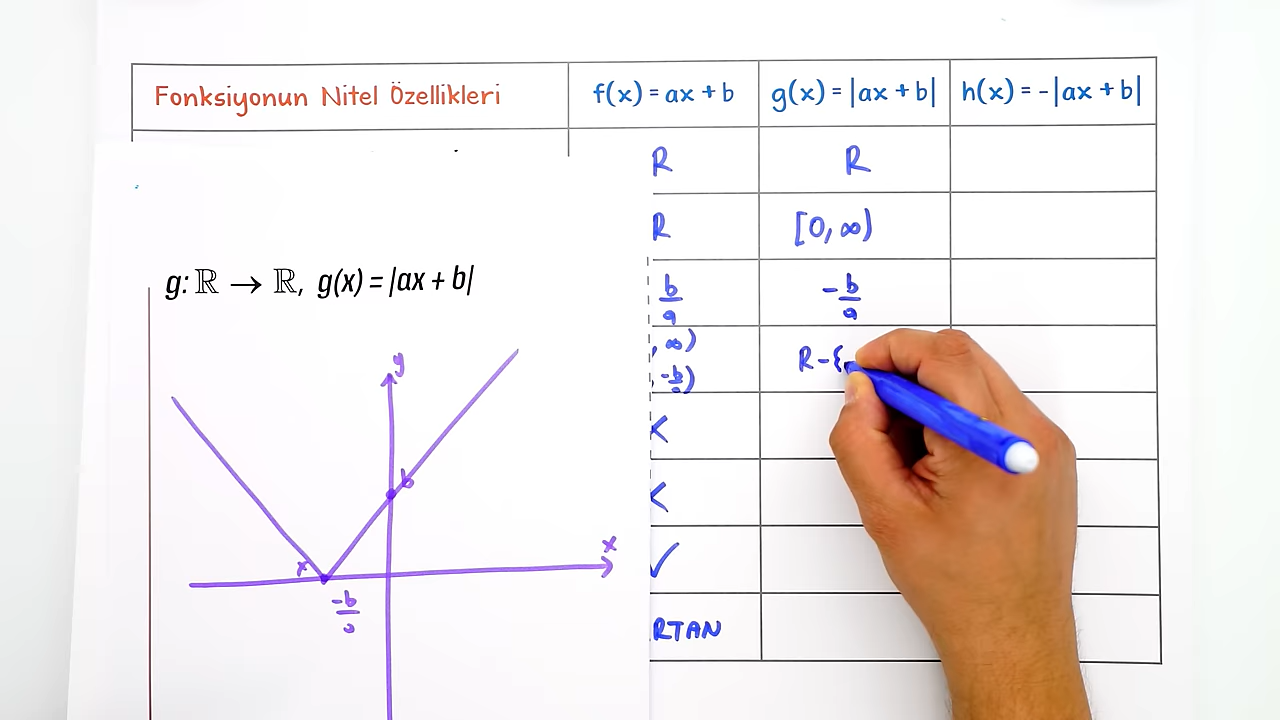 Fonksiyonun Nitel Özellikleri f(x) = ax + b g(x) = |ax + b| h(x) = -|ax + b|
R R
R [0, ∞)
b/a -b/a
, ∞) R-{
, -b/a)
RTAN
g: ℝ → ℝ, g(x) = |ax + b|
y
b
x
x
-b/a